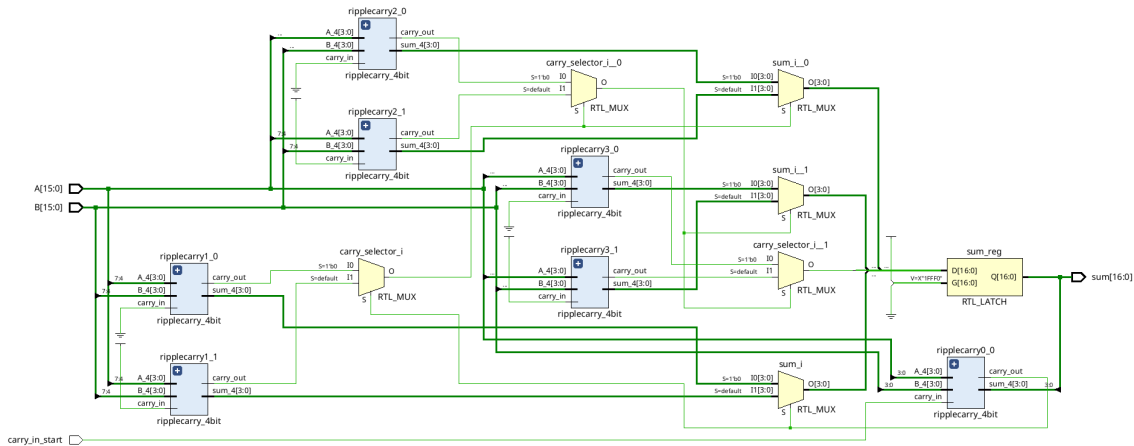 ripplecarry2_0
A_4[3:0]
B_4[3:0]
carry_in
carry_out
sum_4[3:0]
ripplecarry_4bit
ripplecarry2_1
7:4
A_4[3:0]
7:4
B_4[3:0]
carry_in
carry_out
sum_4[3:0]
ripplecarry_4bit
carry_selector_i__0
S=1'b0 I0
S=default I1
O
S
RTL_MUX
sum_i__0
S=1'b0 I0[3:0]
S=default I1[3:0]
O[3:0]
S
RTL_MUX
ripplecarry3_0
A_4[3:0]
B_4[3:0]
carry_in
carry_out
sum_4[3:0]
ripplecarry_4bit
sum_i__1
S=1'b0 I0[3:0]
S=default I1[3:0]
O[3:0]
S
RTL_MUX
A[15:0]
B[15:0]
ripplecarry1_0
7:4
A_4[3:0]
7:4
B_4[3:0]
carry_in
carry_out
sum_4[3:0]
ripplecarry_4bit
carry_selector_i
S=1'b0 I0
S=default I1
O
S
RTL_MUX
ripplecarry3_1
A_4[3:0]
B_4[3:0]
carry_in
carry_out
sum_4[3:0]
ripplecarry_4bit
carry_selector_i__1
S=1'b0 I0
S=default I1
O
S
RTL_MUX
sum_reg
D[16:0]
V=X"1FFF0" G[16:0]
Q[16:0]
RTL_LATCH
sum[16:0]
ripplecarry1_1
7:4
A_4[3:0]
7:4
B_4[3:0]
carry_in
carry_out
sum_4[3:0]
ripplecarry_4bit
sum_i
S=1'b0 I0[3:0]
S=default I1[3:0]
O[3:0]
S
RTL_MUX
ripplecarry0_0
3:0
A_4[3:0]
3:0
B_4[3:0]
carry_in
carry_out
sum_4[3:0]
3:0
ripplecarry_4bit
carry_in_start